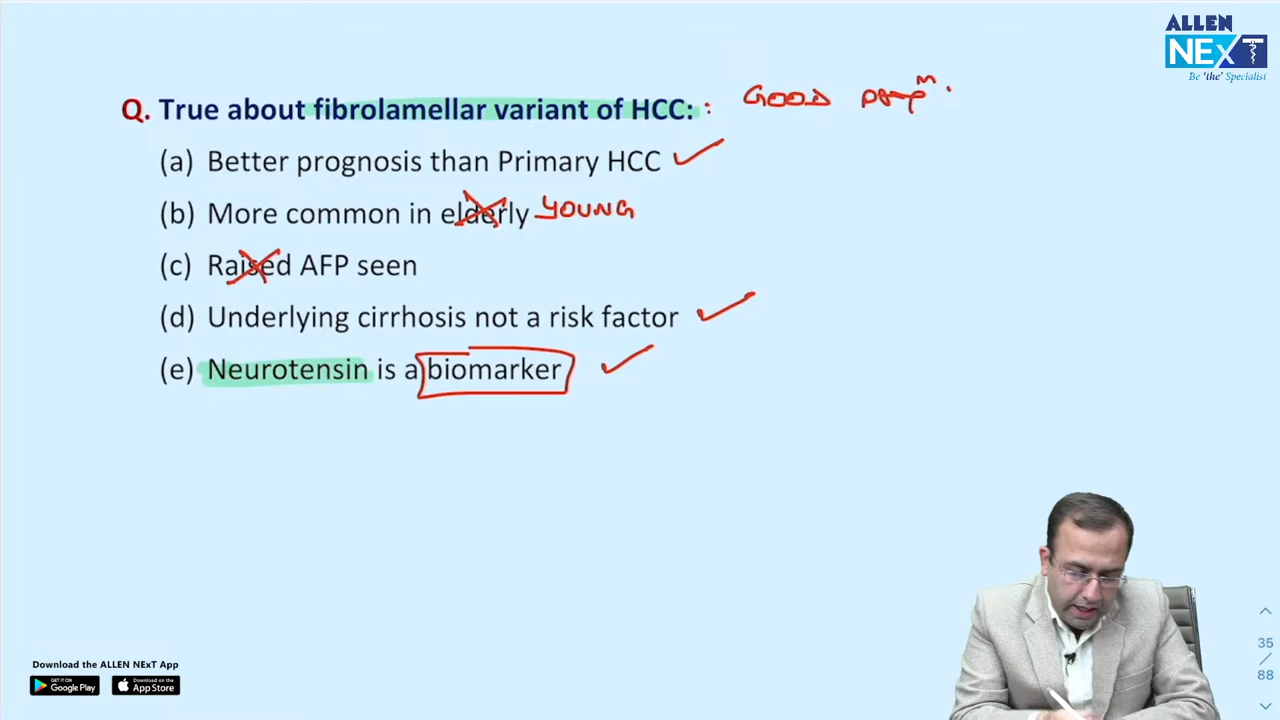 ALLEN
NExT
Be 'the' Specialist
Q. True about fibrolamellar variant of HCC: : GOOD
(a) Better prognosis than Primary HCC
(b) More common in elderly YOUNG
(c) Raised AFP seen
(d) Underlying cirrhosis not a risk factor
(e) Neurotensin is a biomarker
35
/
88
Download the ALLEN NExT App
GET IT ON Google Play
Download on the App Store